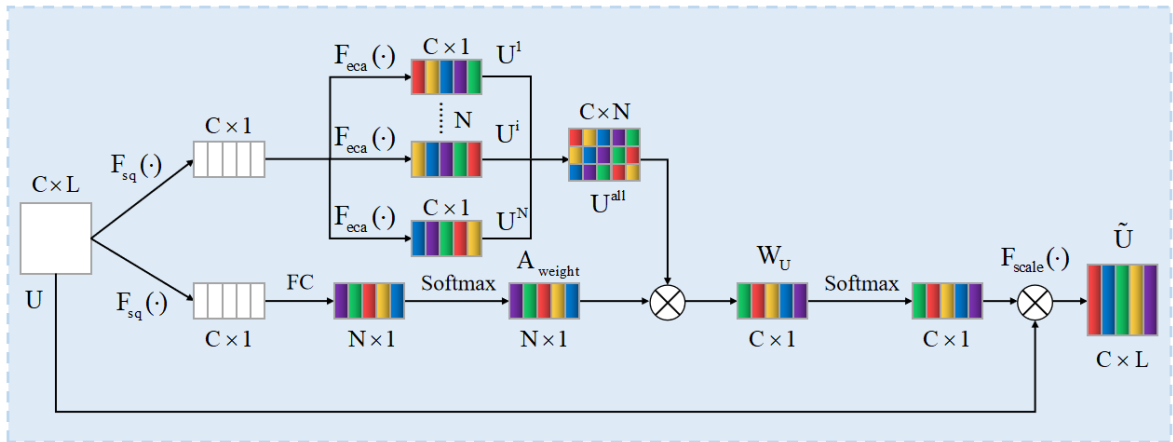 C × 1
F_eca(·)
U^1
N
C × N
C × 1
F_eca(·)
U^i
F_sq(·)
C × L
C × 1
U^all
F_eca(·)
U^N
Ũ
A_weight
W_U
F_scale(·)
U
F_sq(·)
FC
Softmax
Softmax
C × 1
N × 1
N × 1
C × 1
C × 1
C × L